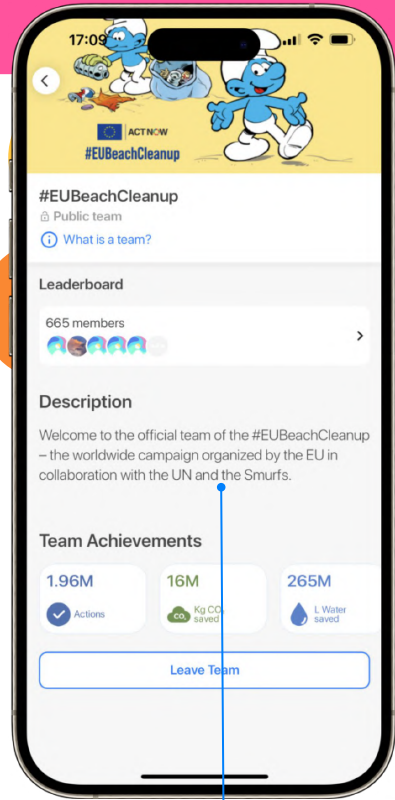 17:09
ACT NOW
#EUBeachCleanup
#EUBeachCleanup
Public team
What is a team?
Leaderboard
665 members
Description
Welcome to the official team of the #EUBeachCleanup
– the worldwide campaign organized by the EU in
collaboration with the UN and the Smurfs.
Team Achievements
1.96M
16M
265M
Actions
CO₂
Kg CO₂
saved
L Water
saved
Leave Team